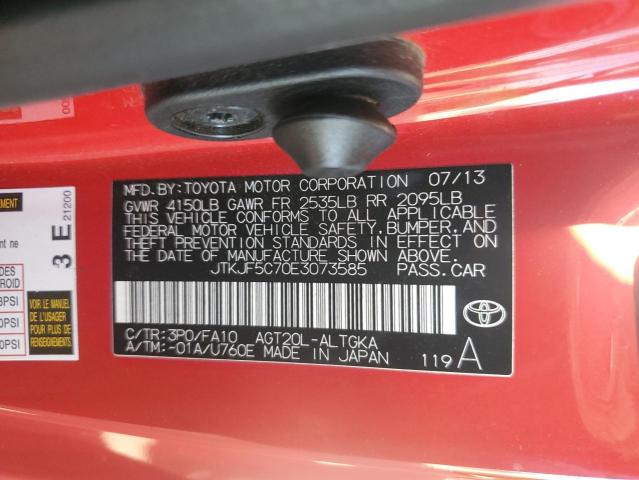 MFD. BY: TOYOTA MOTOR CORPORATION 07/13
GVWR 4150LB GAWR FR 2535LB RR 2095LB
THIS VEHICLE CONFORMS TO ALL APPLICABLE
FEDERAL MOTOR VEHICLE SAFETY, BUMPER, AND
THEFT PREVENTION STANDARDS IN EFFECT ON
THE DATE OF MANUFACTURE SHOWN ABOVE.
JTKJF5C70E3073585 PASS. CAR
TOYOTA
C/TR: 3P0/FA10 AGT20L-ALTGKA
A/TM: -01A/U760E MADE IN JAPAN
119 A
3 E 21200
VOIR LE MANUEL
DE L'USAGER
POUR PLUS DE
RENSEIGNEMENTS